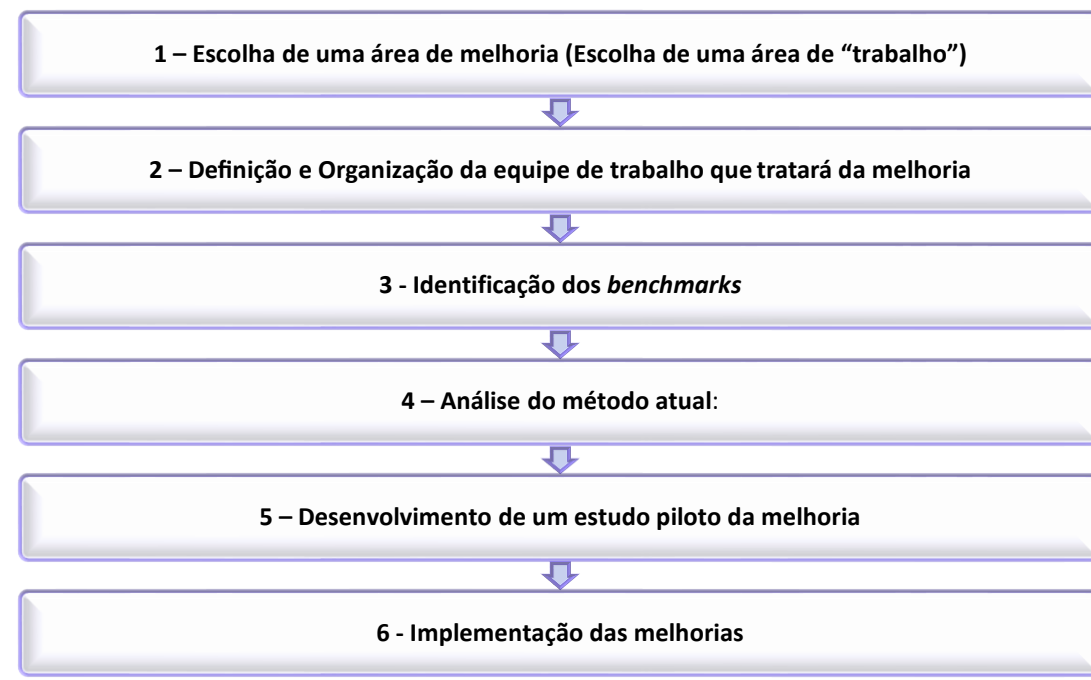 1 – Escolha de uma área de melhoria (Escolha de uma área de “trabalho”)
2 – Definição e Organização da equipe de trabalho que tratará da melhoria
3 - Identificação dos benchmarks
4 – Análise do método atual:
5 – Desenvolvimento de um estudo piloto da melhoria
6 - Implementação das melhorias